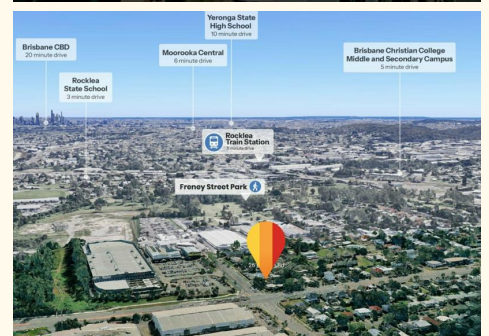 Yeronga State
High School
10 minute drive
Brisbane CBD
20 minute drive
Moorooka Central
6 minute drive
Brisbane Christian College
Middle and Secondary Campus
5 minute drive
Rocklea
State School
3 minute drive
Rocklea
Train Station
minute drive
Freney Street Park